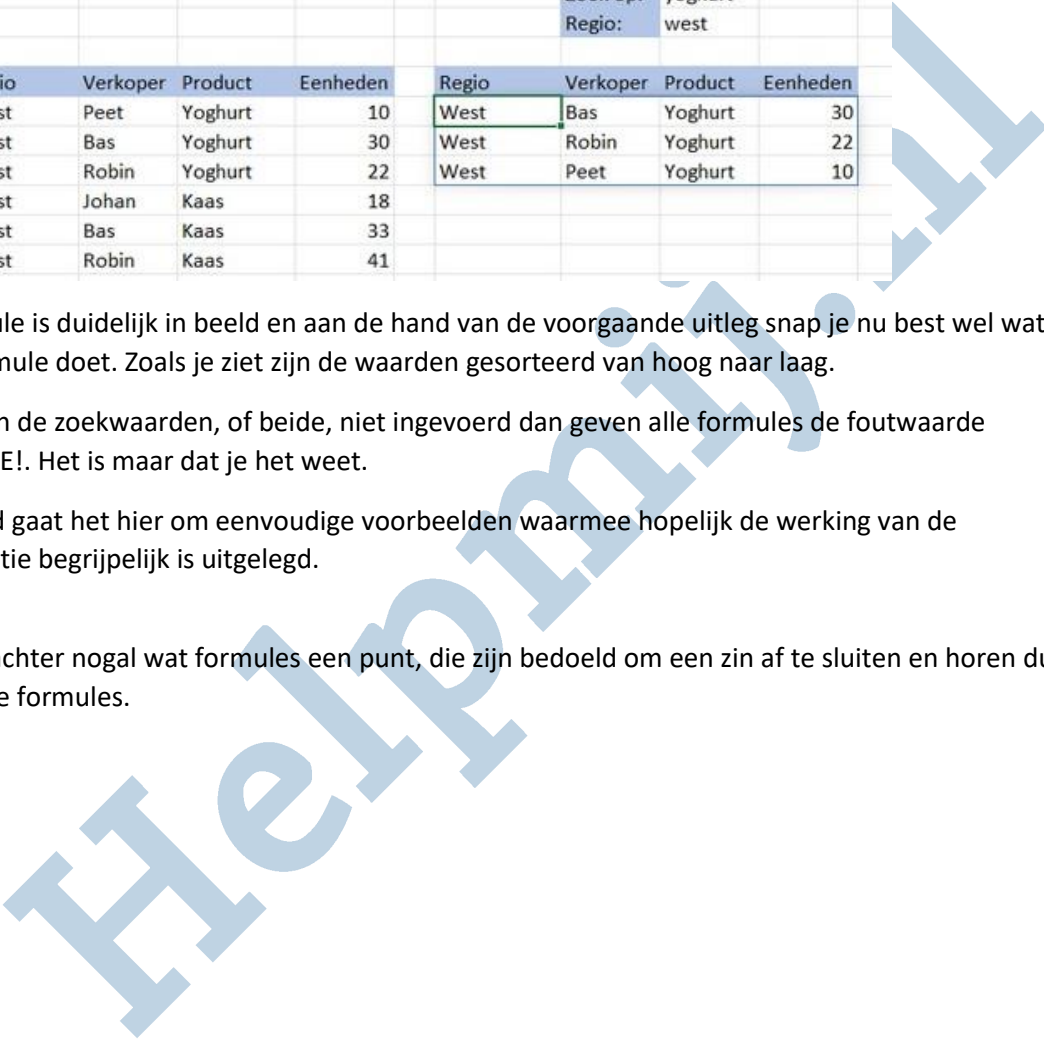 yoghurt
Regio: west
Verkoper Product Eenheden Regio Verkoper Product Eenheden
Peet Yoghurt 10 West Bas Yoghurt 30
Bas Yoghurt 30 West Robin Yoghurt 22
Robin Yoghurt 22 West Peet Yoghurt 10
Johan Kaas 18
Bas Kaas 33
Robin Kaas 41
is duidelijk in beeld en aan de hand van de voorgaande uitleg snap je nu best wel wat
doet. Zoals je ziet zijn de waarden gesorteerd van hoog naar laag.
de zoekwaarden, of beide, niet ingevoerd dan geven alle formules de foutwaarde
E!. Het is maar dat je het weet.
gaat het hier om eenvoudige voorbeelden waarmee hopelijk de werking van de
tie begrijpelijk is uitgelegd.
chter nogal wat formules een punt, die zijn bedoeld om een zin af te sluiten en horen du
e formules.
Helpmij.nl